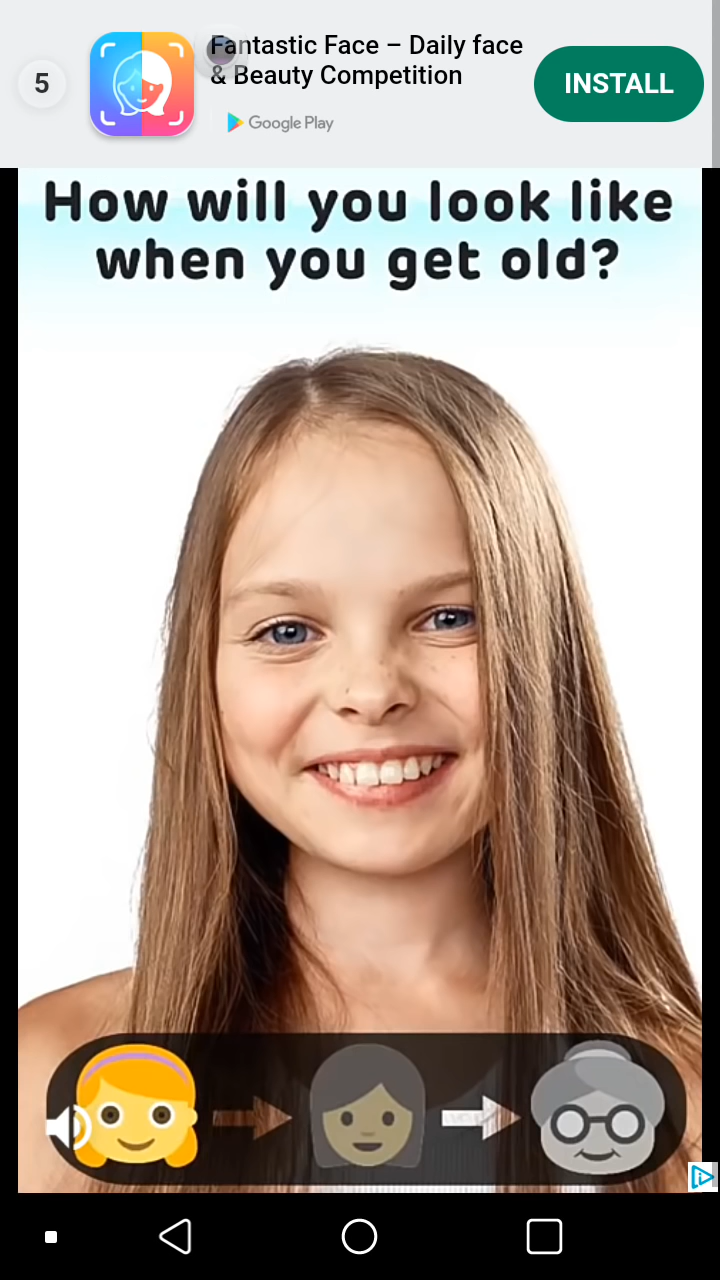 5
Fantastic Face – Daily face
& Beauty Competition
INSTALL
Google Play
How will you look like
when you get old?